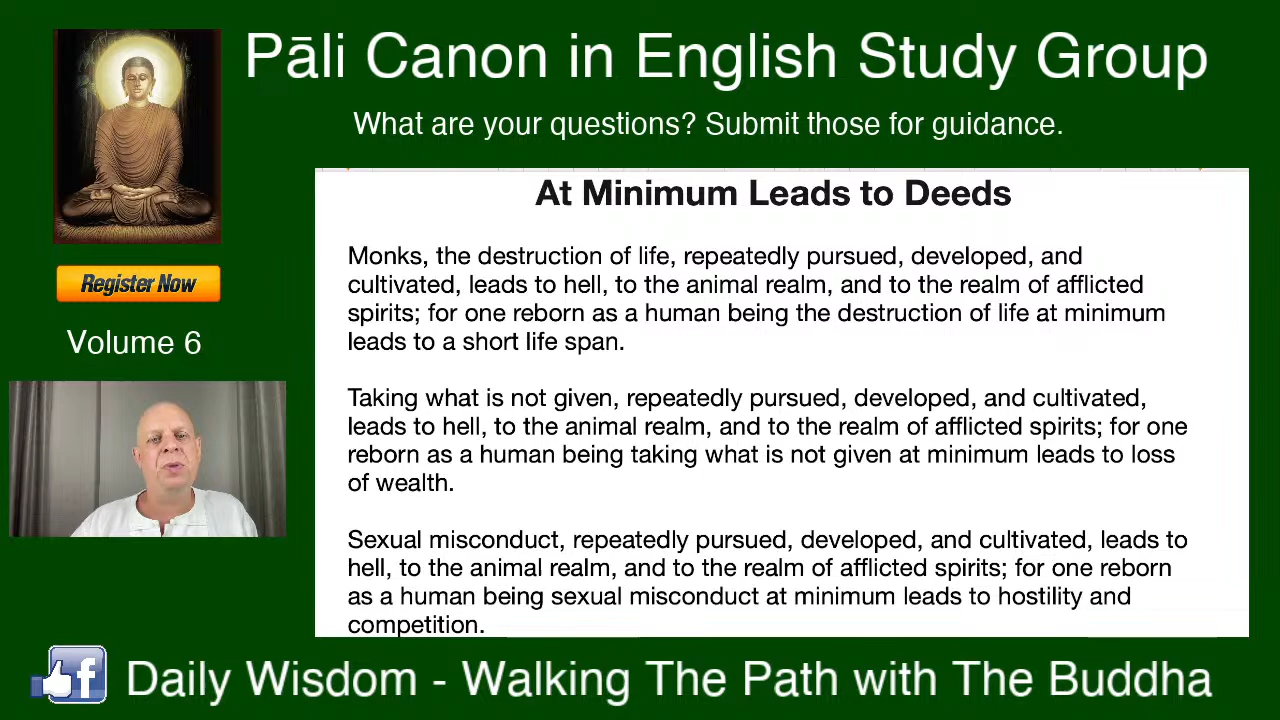 Pāli Canon in English Study Group
What are your questions? Submit those for guidance.
Register Now
Volume 6
At Minimum Leads to Deeds
Monks, the destruction of life, repeatedly pursued, developed, and
cultivated, leads to hell, to the animal realm, and to the realm of afflicted
spirits; for one reborn as a human being the destruction of life at minimum
leads to a short life span.
Taking what is not given, repeatedly pursued, developed, and cultivated,
leads to hell, to the animal realm, and to the realm of afflicted spirits; for one
reborn as a human being taking what is not given at minimum leads to loss
of wealth.
Sexual misconduct, repeatedly pursued, developed, and cultivated, leads to
hell, to the animal realm, and to the realm of afflicted spirits; for one reborn
as a human being sexual misconduct at minimum leads to hostility and
competition.
f
Daily Wisdom - Walking The Path with The Buddha